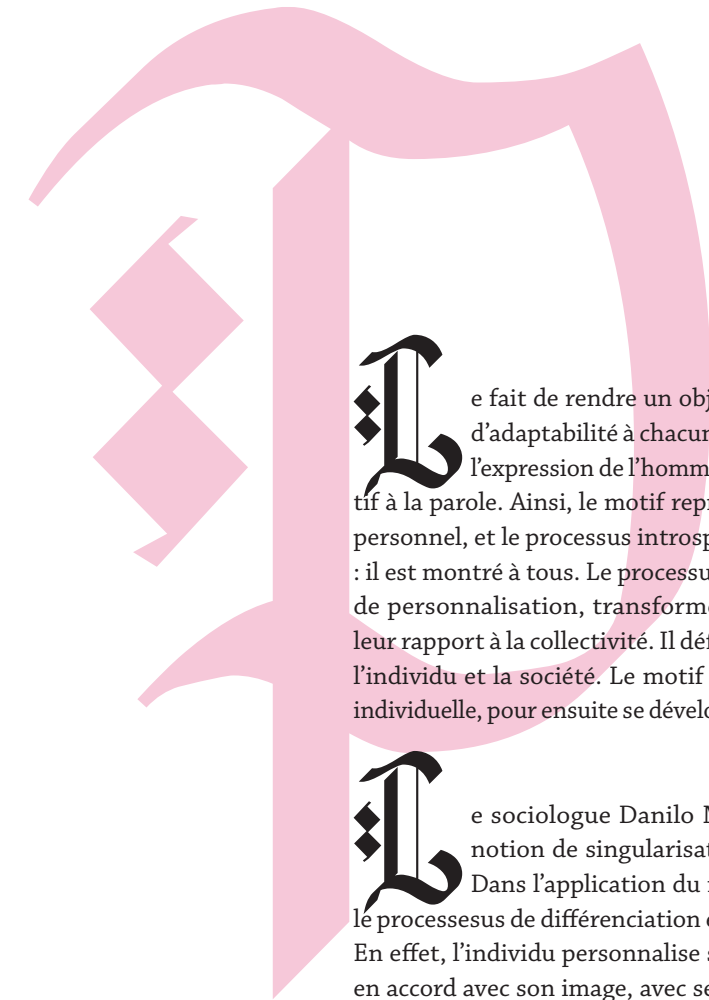 P
Le fait de rendre un obj
d’adaptabilité à chacun
l’expression de l’homm
tif à la parole. Ainsi, le motif repr
personnel, et le processus introsp
: il est montré à tous. Le processu
de personnalisation, transforme
leur rapport à la collectivité. Il déf
l’individu et la société. Le motif
individuelle, pour ensuite se dévelo
Le sociologue Danilo M
notion de singularisat
Dans l’application du
le processesus de différenciation
En effet, l’individu personnalise s
en accord avec son image, avec se